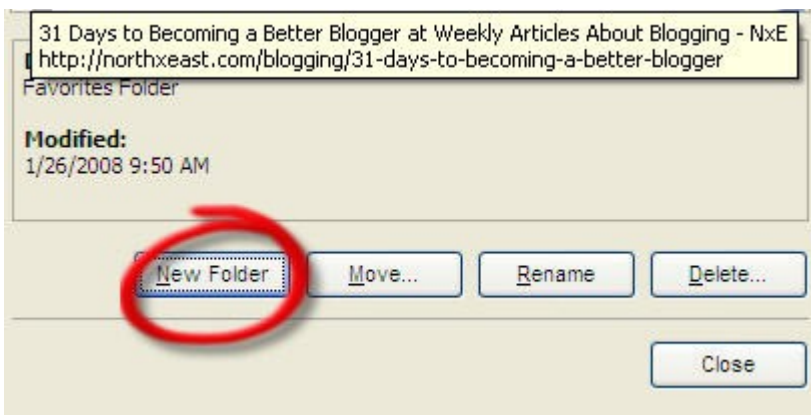 31 Days to Becoming a Better Blogger at Weekly Articles About Blogging - NxE
http://northxeast.com/blogging/31-days-to-becoming-a-better-blogger
Favorites Folder
Modified:
1/26/2008 9:50 AM
New Folder
Move...
Rename
Delete...
Close